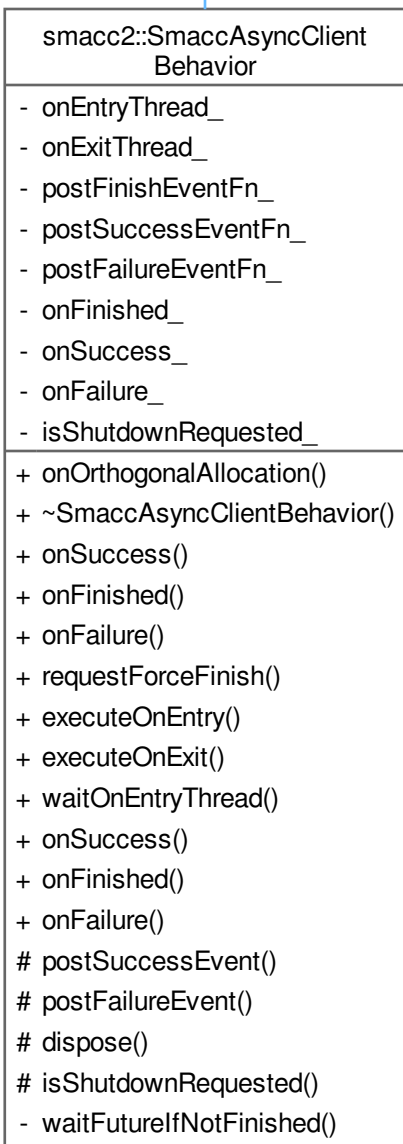 smacc2::SmaccAsyncClient
Behavior
- onEntryThread_
- onExitThread_
- postFinishEventFn_
- postSuccessEventFn_
- postFailureEventFn_
- onFinished_
- onSuccess_
- onFailure_
- isShutdownRequested_
+ onOrthogonalAllocation()
+ ~SmaccAsyncClientBehavior()
+ onSuccess()
+ onFinished()
+ onFailure()
+ requestForceFinish()
+ executeOnEntry()
+ executeOnExit()
+ waitOnEntryThread()
+ onSuccess()
+ onFinished()
+ onFailure()
# postSuccessEvent()
# postFailureEvent()
# dispose()
# isShutdownRequested()
- waitFutureIfNotFinished()